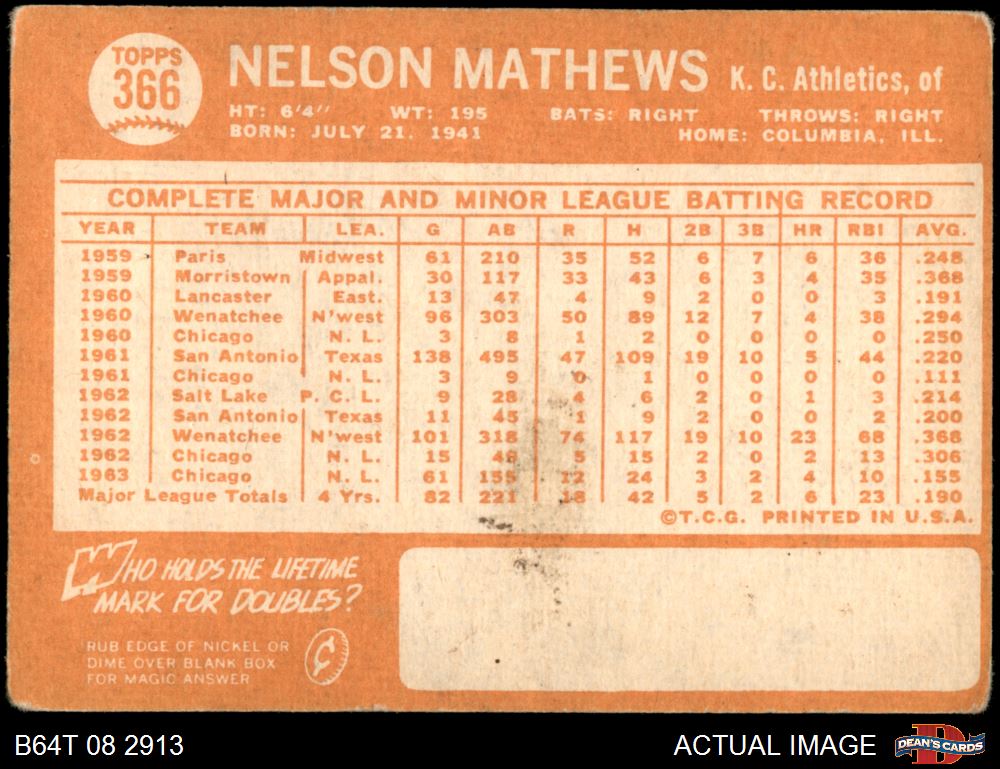 TOPPS
366
NELSON MATHEWS K. C. Athletics, of
HT: 6'4" WT: 195 BATS: RIGHT THROWS: RIGHT
BORN: JULY 21, 1941 HOME: COLUMBIA, ILL.
COMPLETE MAJOR AND MINOR LEAGUE BATTING RECORD
YEAR TEAM LEA. G AB R H 2B 3B HR RBI AVG.
1959 Paris Midwest 61 210 35 52 6 7 6 36 .248
1959 Morristown Appal. 30 117 33 43 6 3 4 35 .368
1960 Lancaster East. 13 47 4 9 2 0 0 3 .191
1960 Wenatchee N'west 96 303 50 89 12 7 4 38 .294
1960 Chicago N. L. 3 8 1 2 0 0 0 0 .250
1961 San Antonio Texas 138 495 47 109 19 10 5 44 .220
1961 Chicago N. L. 3 9 0 1 0 0 0 0 .111
1962 Salt Lake P. C. L. 9 28 4 6 2 0 1 3 .214
1962 San Antonio Texas 11 45 1 9 2 0 0 2 .200
1962 Wenatchee N'west 101 318 74 117 19 10 23 68 .368
1962 Chicago N. L. 15 49 5 15 2 0 2 13 .306
1963 Chicago N. L. 61 155 12 24 3 2 4 10 .155
Major League Totals 4 Yrs. 82 221 18 42 5 2 6 23 .190
©T.C.G. PRINTED IN U.S.A.
WHO HOLDS THE LIFETIME
MARK FOR DOUBLES?
RUB EDGE OF NICKEL OR
DIME OVER BLANK BOX
FOR MAGIC ANSWER
¢
B64T 08 2913 ACTUAL IMAGE DEAN'S CARDS